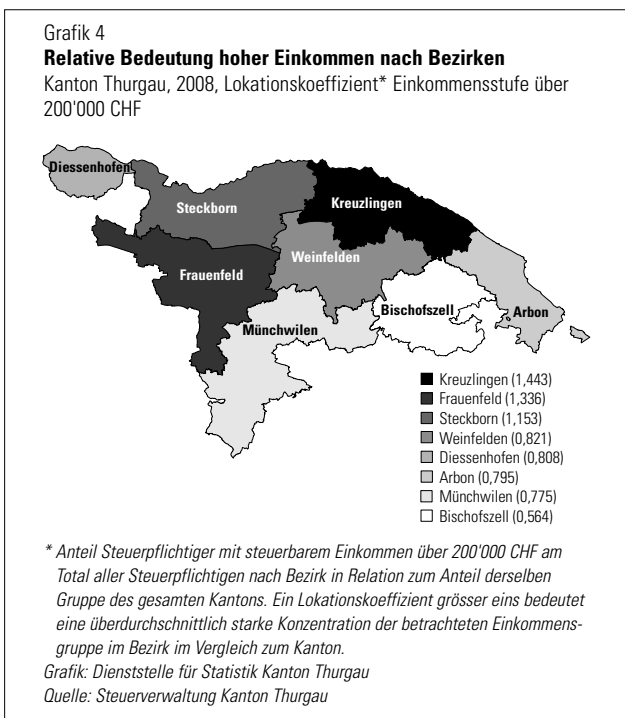 Grafik 4
Relative Bedeutung hoher Einkommen nach Bezirken
Kanton Thurgau, 2008, Lokationskoeffizient* Einkommensstufe über
200'000 CHF
Diessenhofen
Steckborn
Kreuzlingen
Weinfelden
Frauenfeld
Bischofszell
Arbon
Münchwilen
Kreuzlingen (1,443)
Frauenfeld (1,336)
Steckborn (1,153)
Weinfelden (0,821)
Diessenhofen (0,808)
Arbon (0,795)
Münchwilen (0,775)
Bischofszell (0,564)
* Anteil Steuerpflichtiger mit steuerbarem Einkommen über 200'000 CHF am
Total aller Steuerpflichtigen nach Bezirk in Relation zum Anteil derselben
Gruppe des gesamten Kantons. Ein Lokationskoeffizient grösser eins bedeutet
eine überdurchschnittlich starke Konzentration der betrachteten Einkommens-
gruppe im Bezirk im Vergleich zum Kanton.
Grafik: Dienststelle für Statistik Kanton Thurgau
Quelle: Steuerverwaltung Kanton Thurgau